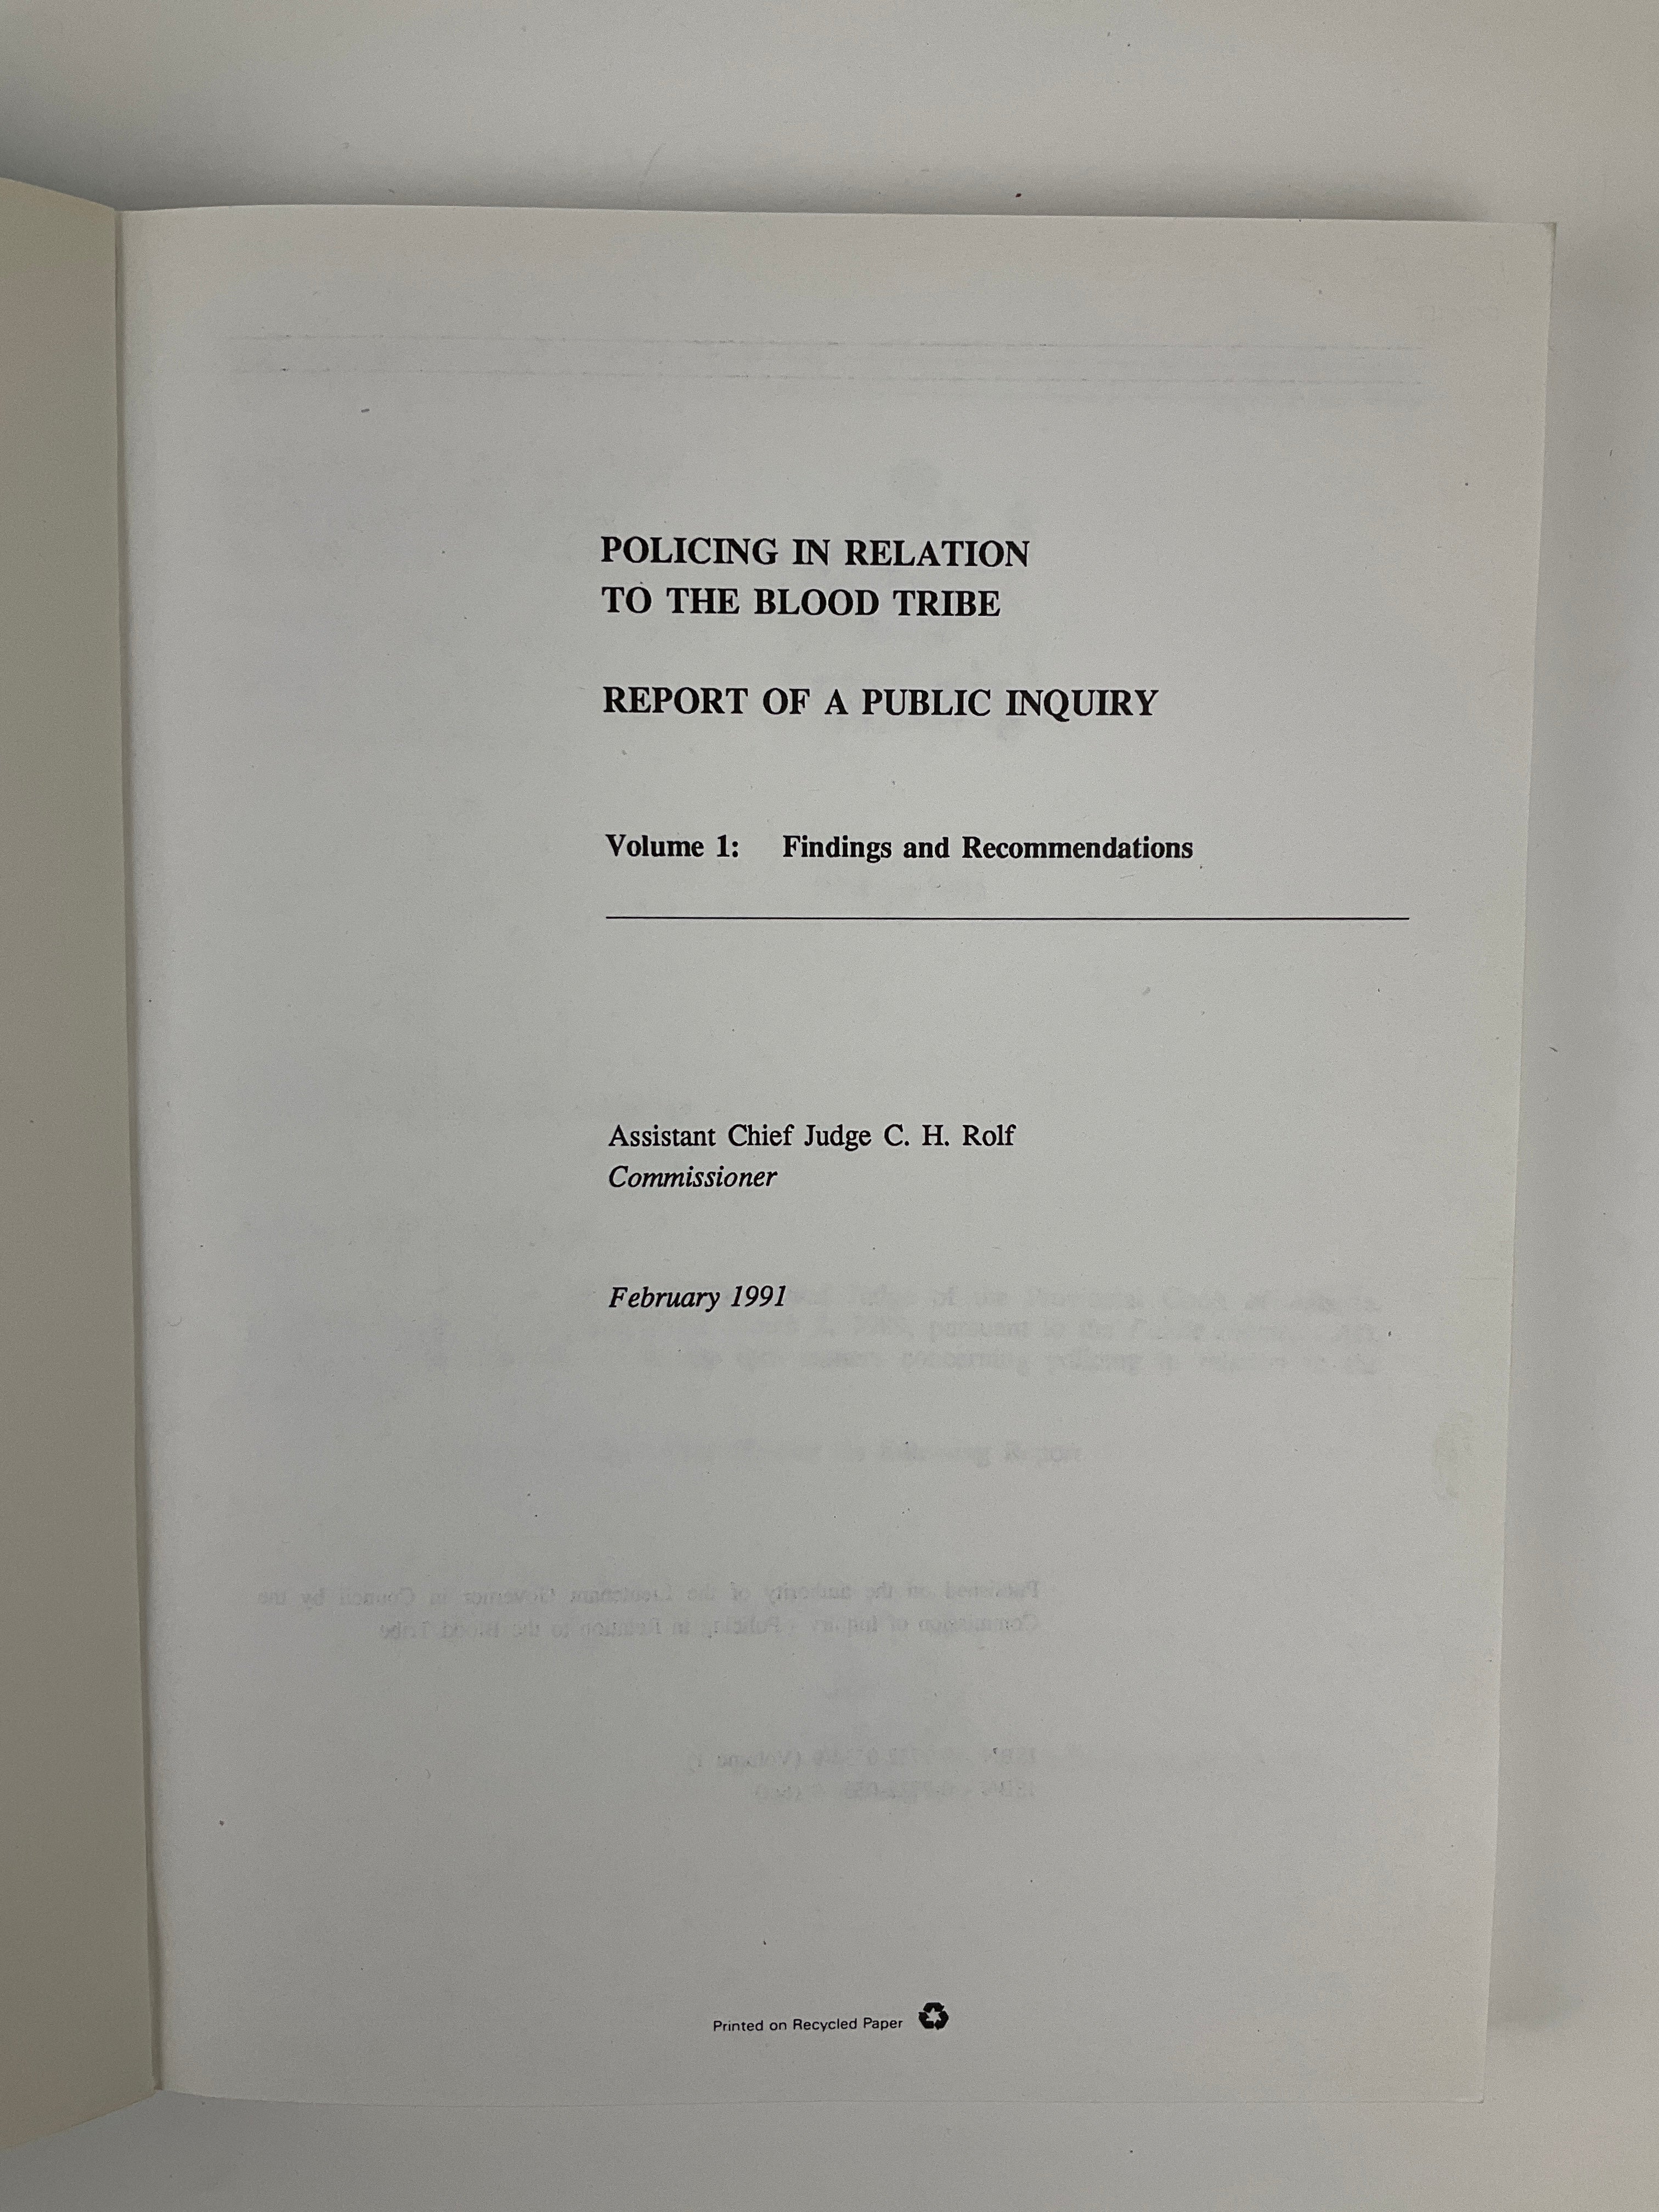 POLICING IN RELATION
TO THE BLOOD TRIBE
REPORT OF A PUBLIC INQUIRY
Volume 1: Findings and Recommendations
Assistant Chief Judge C. H. Rolf
Commissioner
February 1991
Printed on Recycled Paper